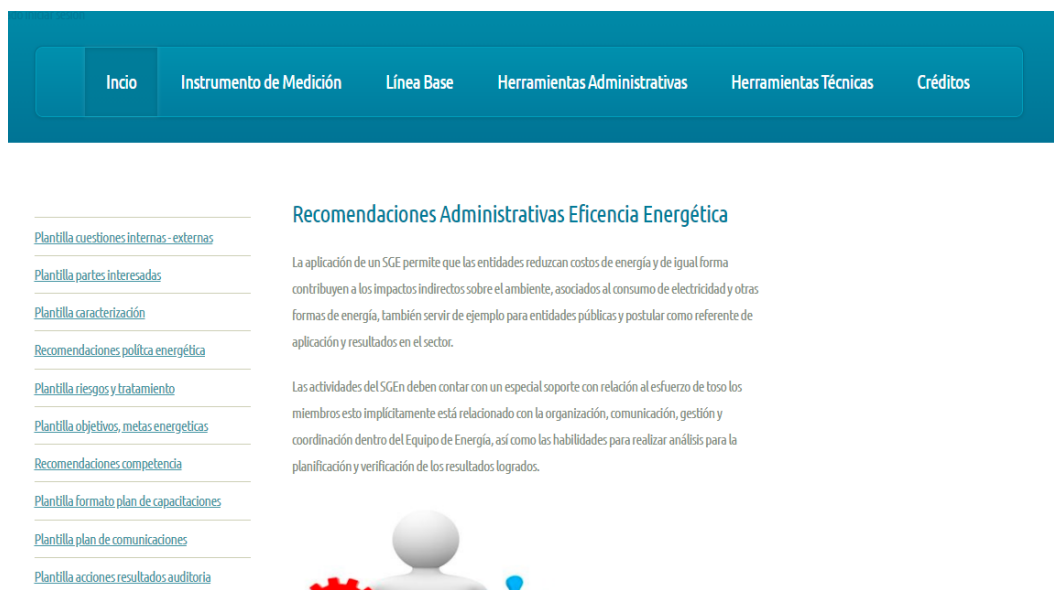 Incio
Instrumento de Medición
Línea Base
Herramientas Administrativas
Herramientas Técnicas
Créditos
Plantilla cuestiones internas - externas
Plantilla partes interesadas
Plantilla caracterización
Recomendaciones polítca energética
Plantilla riesgos y tratamiento
Plantilla objetivos, metas energeticas
Recomendaciones competencia
Plantilla formato plan de capacitaciones
Plantilla plan de comunicaciones
Plantilla acciones resultados auditoria
Recomendaciones Administrativas Eficencia Energética
La aplicación de un SGE permite que las entidades reduzcan costos de energía y de igual forma
contribuyen a los impactos indirectos sobre el ambiente, asociados al consumo de electricidad y otras
formas de energía, también servir de ejemplo para entidades públicas y postular como referente de
aplicación y resultados en el sector.
Las actividades del SGEn deben contar con un especial soporte con relación al esfuerzo de toso los
miembros esto implícitamente está relacionado con la organización, comunicación, gestión y
coordinación dentro del Equipo de Energía, así como las habilidades para realizar análisis para la
planificación y verificación de los resultados logrados.